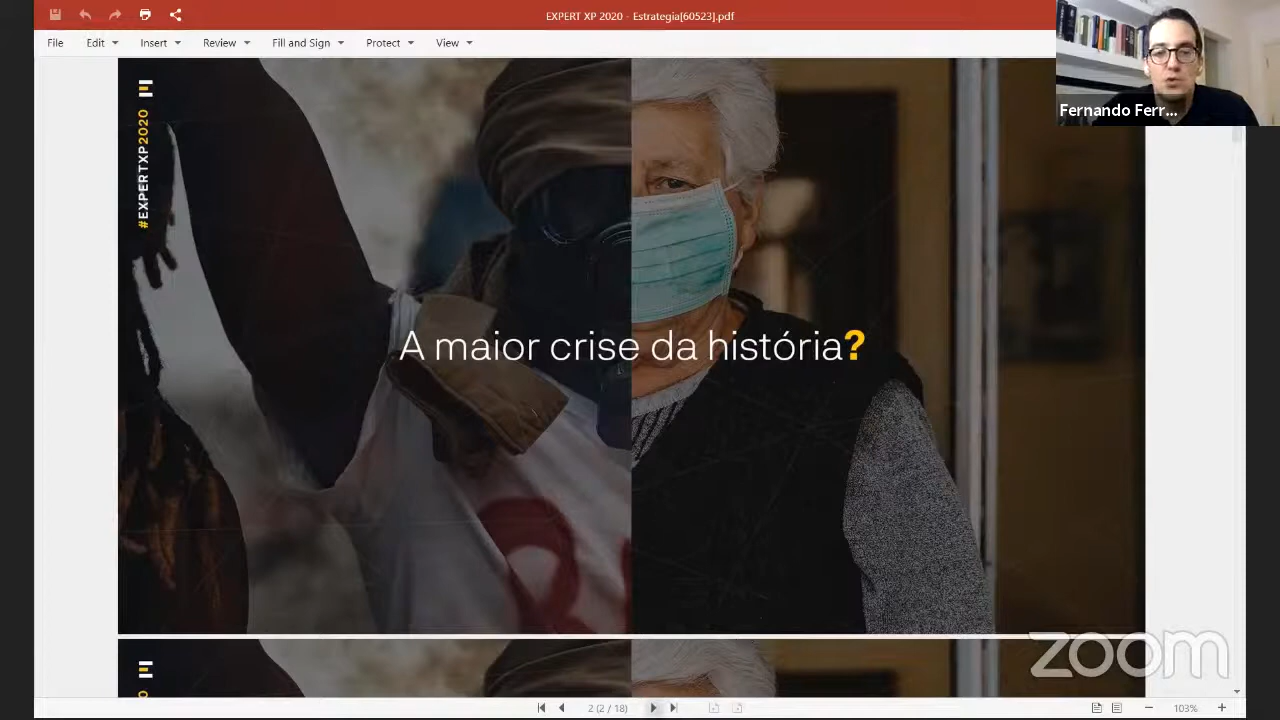 EXPERT XP 2020 - Estrategia[60523].pdf
File
Edit
Insert
Review
Fill and Sign
Protect
View
Fernando Ferr...
#EXPERTXP2020
A maior crise da história?
zoom
2 (2 / 18)
103%